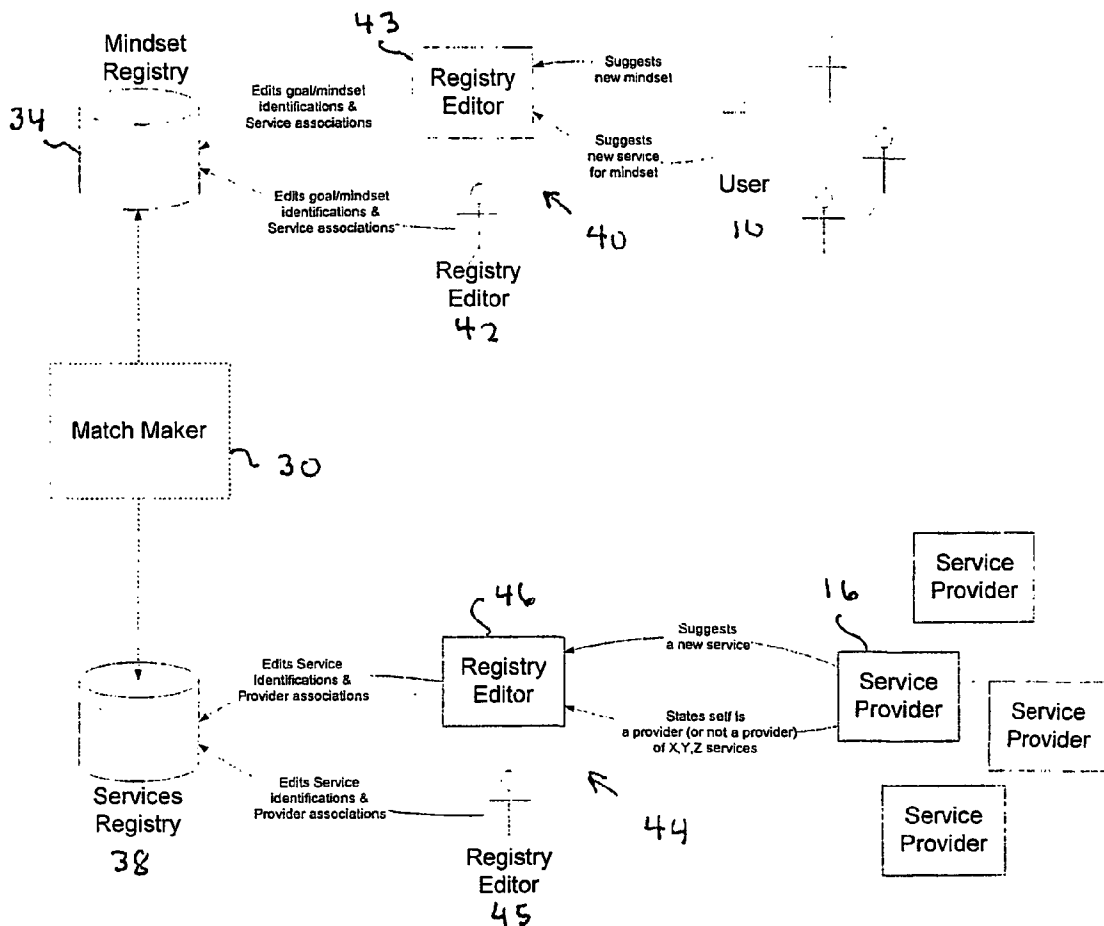 Mindset
Registry
34
Edits goal/mindset
identifications &
Service associations
43
Registry
Editor
Suggests
new mindset
Suggests
new service
for mindset
User
10
Edits goal/mindset
identifications &
Service associations
40
Registry
Editor
42
Match Maker
30
46
16
Service
Provider
Suggests
a new service
Edits Service
Identifications &
Provider associations
Registry
Editor
Service
Provider
States self is
a provider (or not a provider)
of X,Y,Z services
Service
Provider
Service
Provider
Edits Service
Identifications &
Provider associations
44
Services
Registry
38
Registry
Editor
45